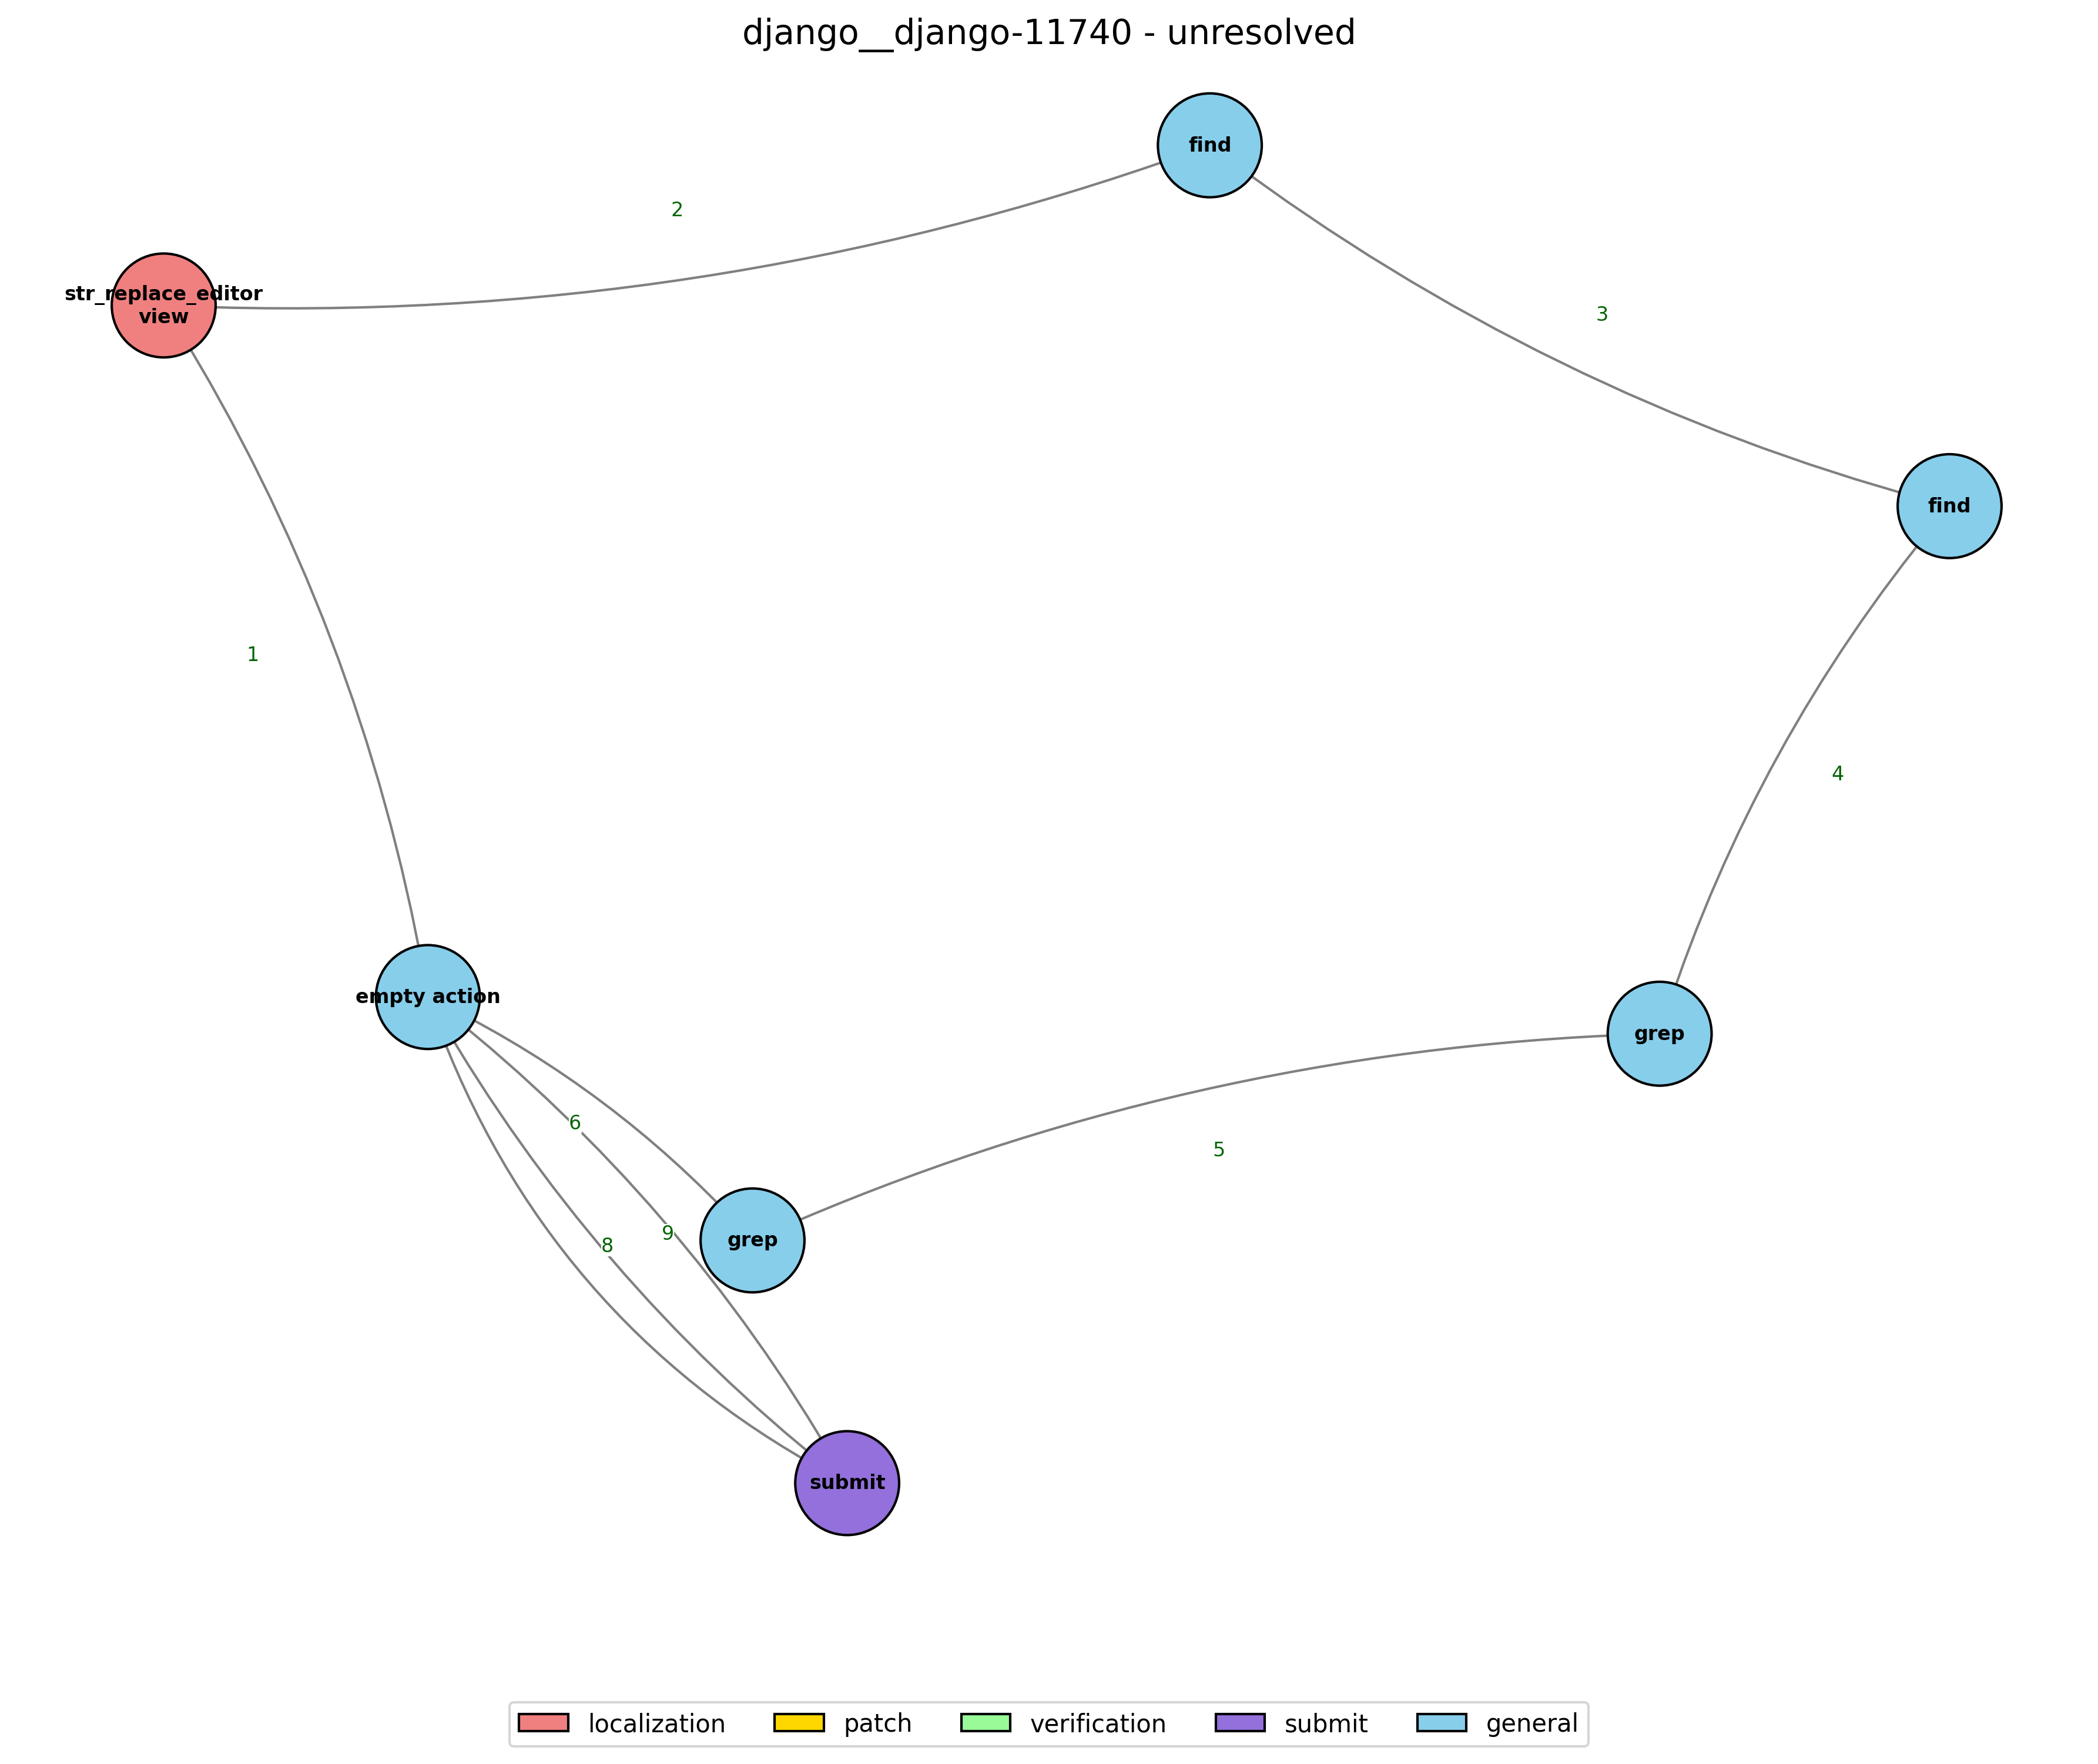 django__django-11740 - unresolved
find
2
str_replace_editor
view
3
find
1
4
empty action
grep
6
5
9
8
grep
submit
localization
patch
verification
submit
general